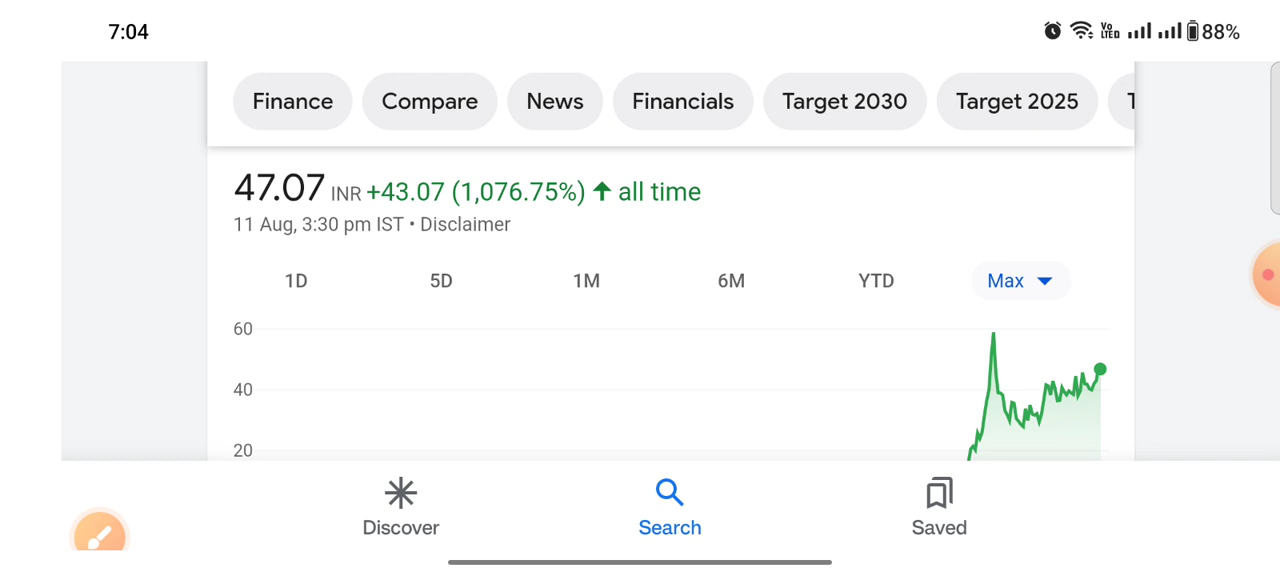 7:04
Vo
LTED
88%
Finance
Compare
News
Financials
Target 2030
Target 2025
47.07 INR +43.07 (1,076.75%) ↑ all time
11 Aug, 3:30 pm IST • Disclaimer
1D
5D
1M
6M
YTD
Max
60
40
20
Discover
Search
Saved